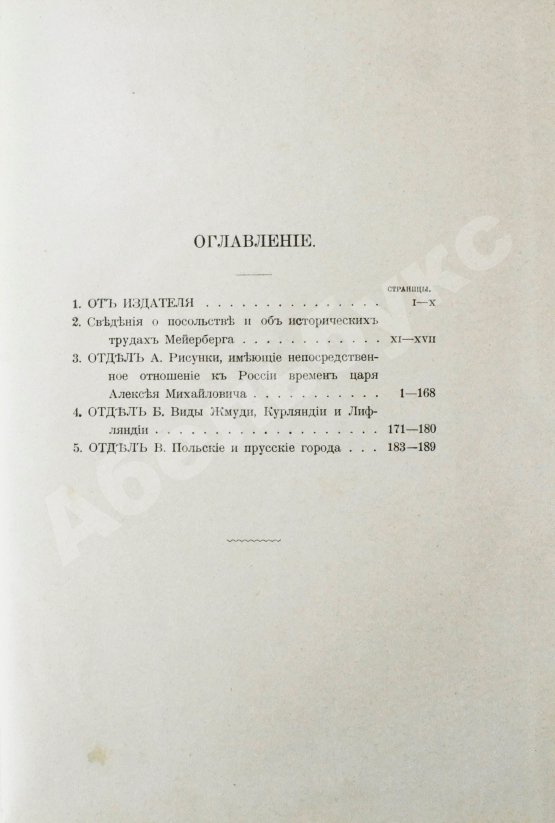 ОГЛАВЛЕНІЕ.
СТРАНИЦЫ.
1. ОТЪ ИЗДАТЕЛЯ . . . . . . . . . . . . . . . I—X
2. Свѣдѣнія о посольствѣ и объ историческихъ
трудахъ Мейерберга . . . . . . . . . . . . XI—XVII
3. ОТДѢЛЪ А. Рисунки, имѣющіе непосредствен-
ное отношеніе къ Россіи временъ царя
Алексѣя Михайловича . . . . . . . . . . . 1—168
4. ОТДѢЛЪ Б. Виды Жмуди, Курляндіи и Лиф-
ляндіи . . . . . . . . . . . . . . . . . . . 171—180
5. ОТДѢЛЪ В. Польскіе и прусскіе города . . . 183—189